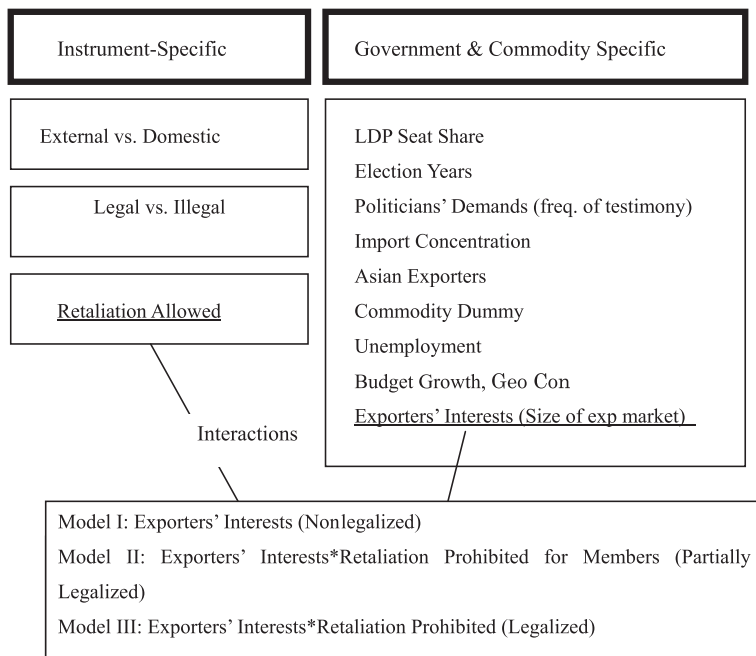 Instrument-Specific
Government & Commodity Specific
External vs. Domestic
Legal vs. Illegal
Retaliation Allowed
LDP Seat Share
Election Years
Politicians’ Demands (freq. of testimony)
Import Concentration
Asian Exporters
Commodity Dummy
Unemployment
Budget Growth, Geo Con
Exporters’ Interests (Size of exp market)
Interactions
Model I: Exporters’ Interests (Nonlegalized)
Model II: Exporters’ Interests*Retaliation Prohibited for Members (Partially
Legalized)
Model III: Exporters’ Interests*Retaliation Prohibited (Legalized)